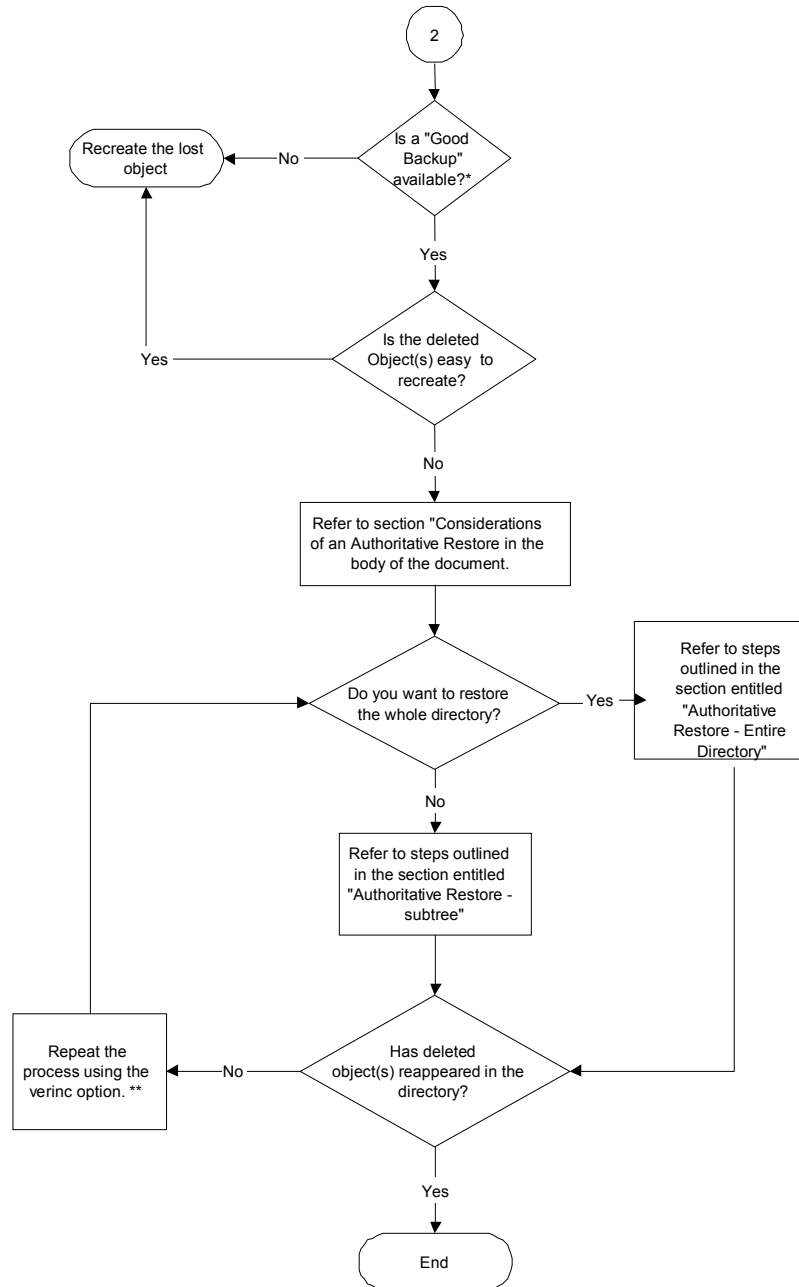 2
Is a "Good
Backup"
available?*
No
Recreate the lost
object
Yes
Is the deleted
Object(s) easy to
recreate?
Yes
No
Refer to section "Considerations
of an Authoritative Restore in the
body of the document.
Do you want to restore
the whole directory?
Yes
Refer to steps
outlined in the
section entitled
"Authoritative
Restore - Entire
Directory"
No
Refer to steps outlined
in the section entitled
"Authoritative Restore -
subtree"
Has deleted
object(s) reappeared in the
directory?
No
Repeat the
process using the
verinc option. **
Yes
End